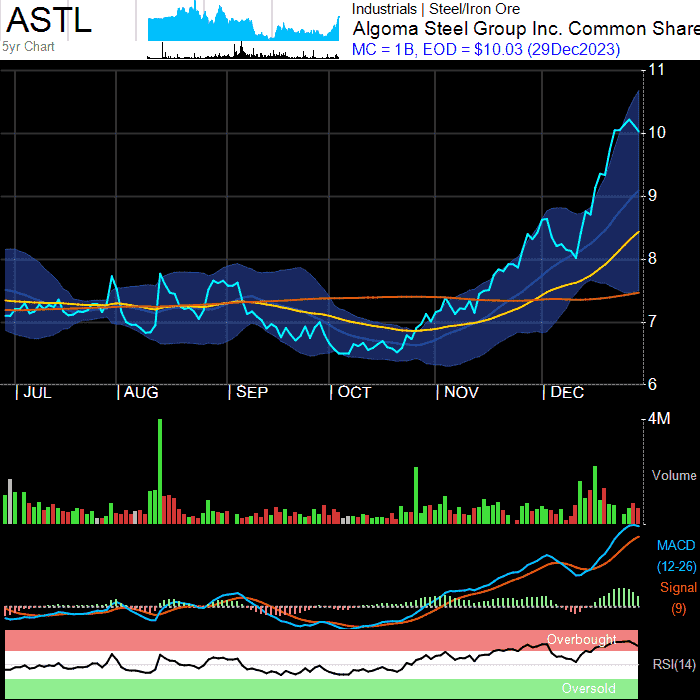 ASTL
5yr Chart
Industrials | Steel/Iron Ore
Algoma Steel Group Inc. Common Share
MC = 1B, EOD = $10.03 (29Dec2023)
11
10
9
8
7
6
JUL AUG SEP OCT NOV DEC
4M
Volume
MACD
(12-26)
Signal
(9)
Overbought
RSI(14)
Oversold